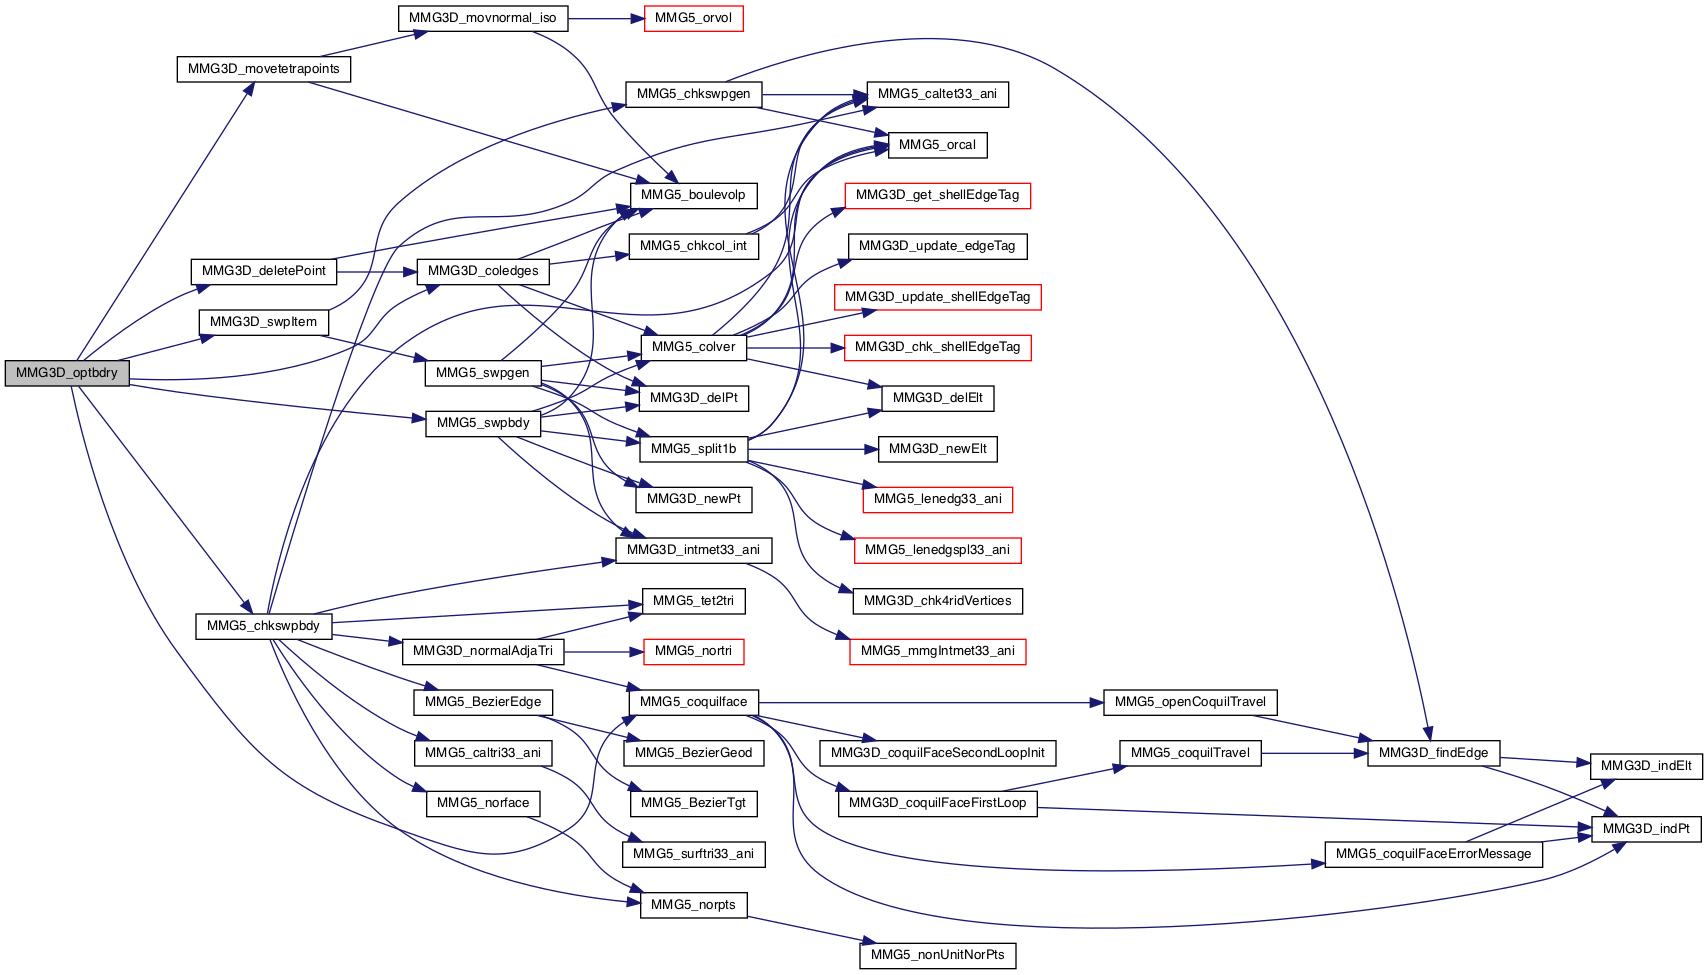 MMG3D_optbdry
MMG3D_movetetrapoints
MMG3D_deletePoint
MMG3D_swpItem
MMG5_chkswpbdy
MMG3D_movnormal_iso
MMG3D_coledges
MMG5_swpgen
MMG5_swpbdy
MMG3D_normalAdjaTri
MMG5_BezierEdge
MMG5_caltri33_ani
MMG5_norface
MMG5_orvol
MMG5_chkswpgen
MMG5_boulevolp
MMG5_chkcol_int
MMG5_colver
MMG3D_delPt
MMG5_split1b
MMG3D_newPt
MMG3D_intmet33_ani
MMG5_tet2tri
MMG5_nortri
MMG5_coquilface
MMG5_BezierGeod
MMG5_BezierTgt
MMG5_surftri33_ani
MMG5_norpts
MMG5_caltet33_ani
MMG5_orcal
MMG3D_get_shellEdgeTag
MMG3D_update_edgeTag
MMG3D_update_shellEdgeTag
MMG3D_chk_shellEdgeTag
MMG3D_delElt
MMG3D_newElt
MMG5_lenedg33_ani
MMG5_lenedgspl33_ani
MMG3D_chk4ridVertices
MMG5_mmgIntmet33_ani
MMG3D_coquilFaceSecondLoopInit
MMG3D_coquilFaceFirstLoop
MMG5_nonUnitNorPts
MMG5_openCoquilTravel
MMG5_coquilTravel
MMG3D_findEdge
MMG5_coquilFaceErrorMessage
MMG3D_indElt
MMG3D_indPt